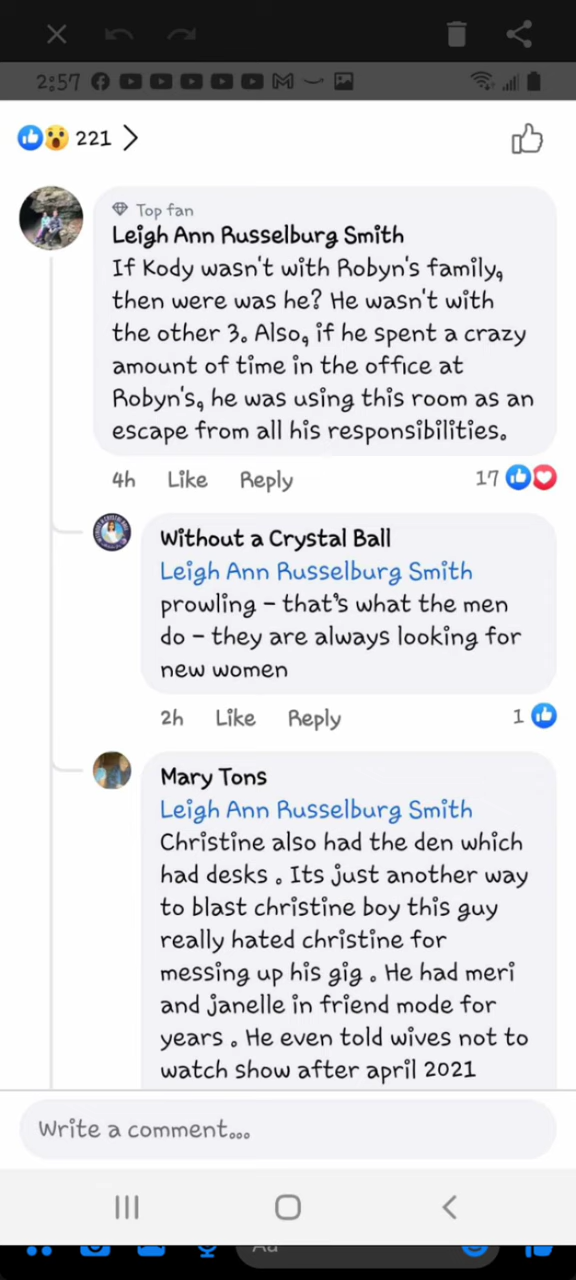 2:57
221
Top fan
Leigh Ann Russelburg Smith
If Kody wasn't with Robyn's family,
then were was he? He wasn't with
the other 3. Also, if he spent a crazy
amount of time in the office at
Robyn's, he was using this room as an
escape from all his responsibilities.
4h Like Reply 17
Without a Crystal Ball
Leigh Ann Russelburg Smith
prowling – that's what the men
do – they are always looking for
new women
2h Like Reply 1
Mary Tons
Leigh Ann Russelburg Smith
Christine also had the den which
had desks . Its just another way
to blast christine boy this guy
really hated christine for
messing up his gig . He had meri
and janelle in friend mode for
years . He even told wives not to
watch show after april 2021
Write a comment...
Aa